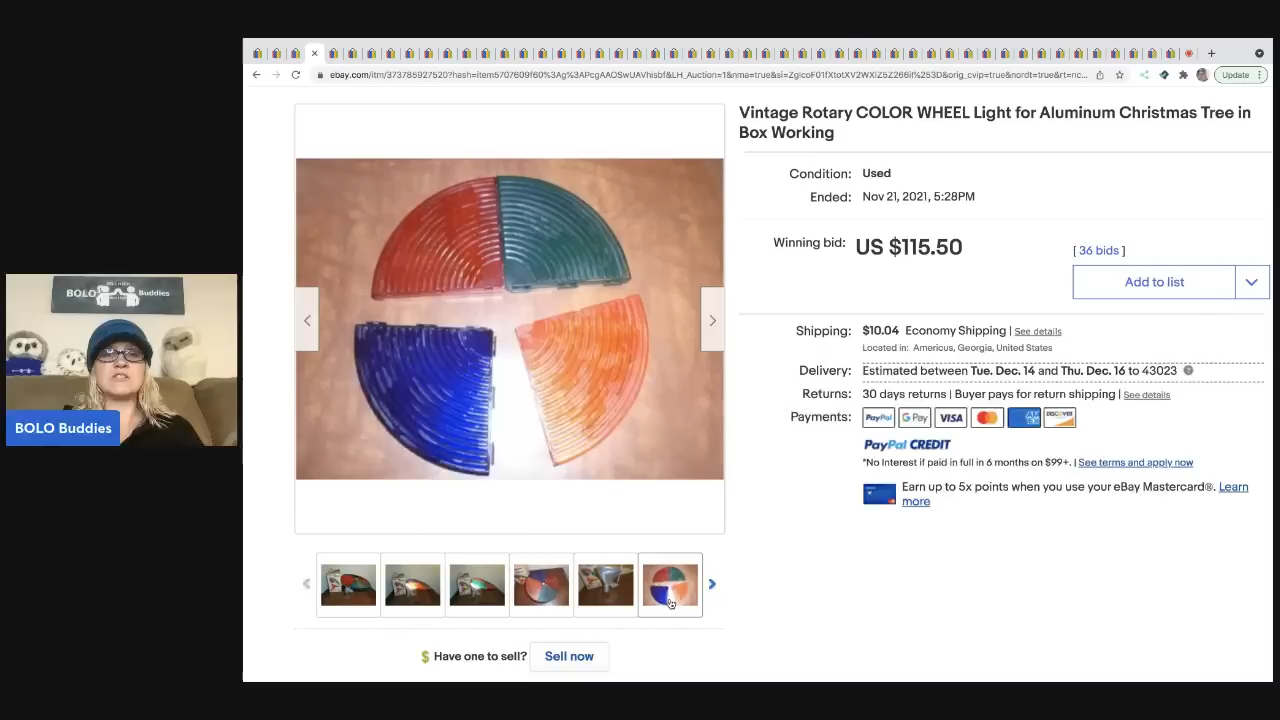 ebay.com/itm/373785927520?hash=item5707609f60%3Ag%3APcgAAOSwUAVhisbf&LH_Auction=1&nma=true&si=ZglcoF01fXtotXV2WXiZ5Z266if%253D&orig_cvip=true&nordt=true&rt=nc...
Update
Vintage Rotary COLOR WHEEL Light for Aluminum Christmas Tree in
Box Working
Condition: Used
Ended: Nov 21, 2021, 5:28PM
Winning bid: US $115.50 [ 36 bids ]
Add to list
Shipping: $10.04 Economy Shipping | See details
Located in: Americus, Georgia, United States
Delivery: Estimated between Tue. Dec. 14 and Thu. Dec. 16 to 43023
Returns: 30 days returns | Buyer pays for return shipping | See details
Payments: PayPal G Pay VISA DISCOVER
PayPal CREDIT
*No Interest if paid in full in 6 months on $99+. | See terms and apply now
Earn up to 5x points when you use your eBay Mastercard®. Learn
more
BOLO Buddies
BOLO Buddies
$ Have one to sell? Sell now